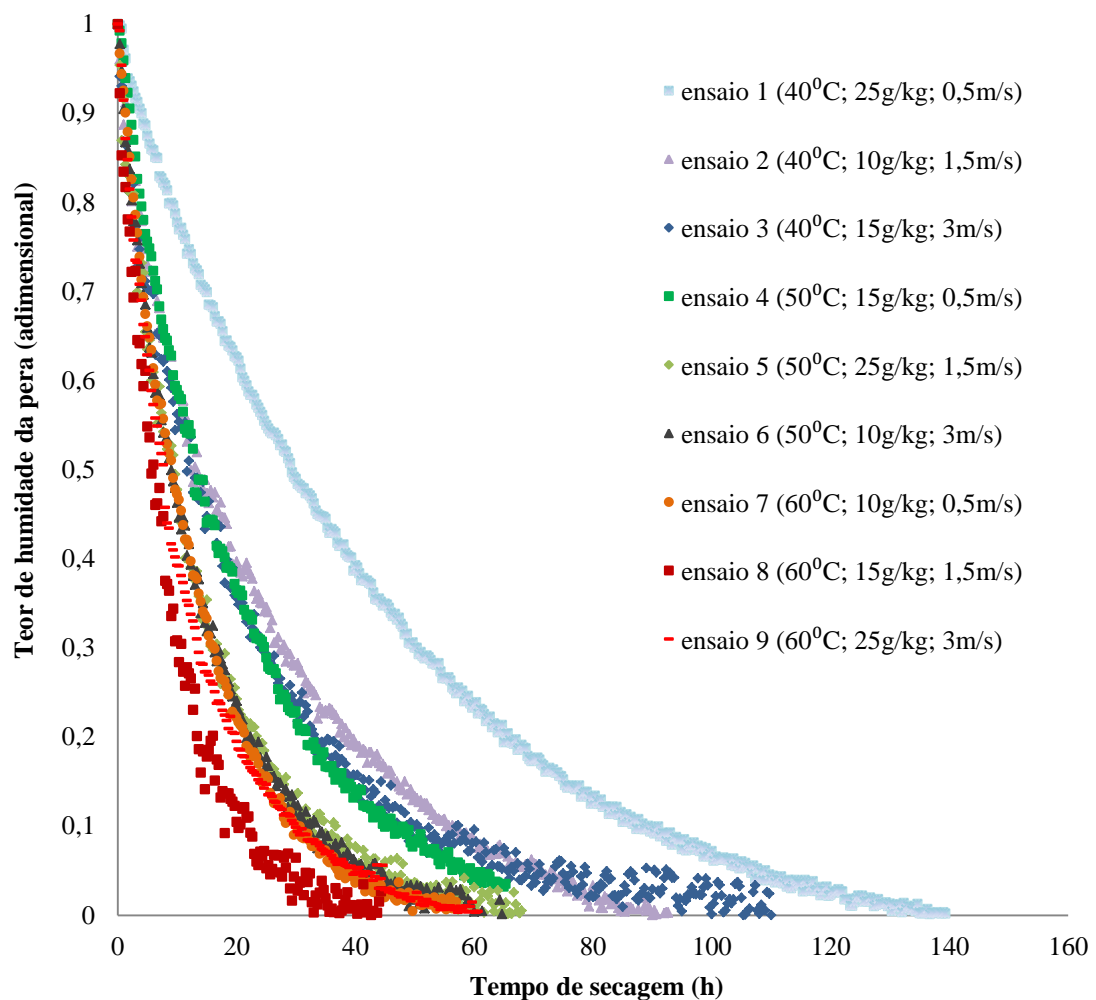 Teor de humidade da pera (adimensional)
1
0,9
0,8
0,7
0,6
0,5
0,4
0,3
0,2
0,1
0
ensaio 1 (40⁰C; 25g/kg; 0,5m/s)
ensaio 2 (40⁰C; 10g/kg; 1,5m/s)
ensaio 3 (40⁰C; 15g/kg; 3m/s)
ensaio 4 (50⁰C; 15g/kg; 0,5m/s)
ensaio 5 (50⁰C; 25g/kg; 1,5m/s)
ensaio 6 (50⁰C; 10g/kg; 3m/s)
ensaio 7 (60⁰C; 10g/kg; 0,5m/s)
ensaio 8 (60⁰C; 15g/kg; 1,5m/s)
ensaio 9 (60⁰C; 25g/kg; 3m/s)
0 20 40 60 80 100 120 140 160
Tempo de secagem (h)